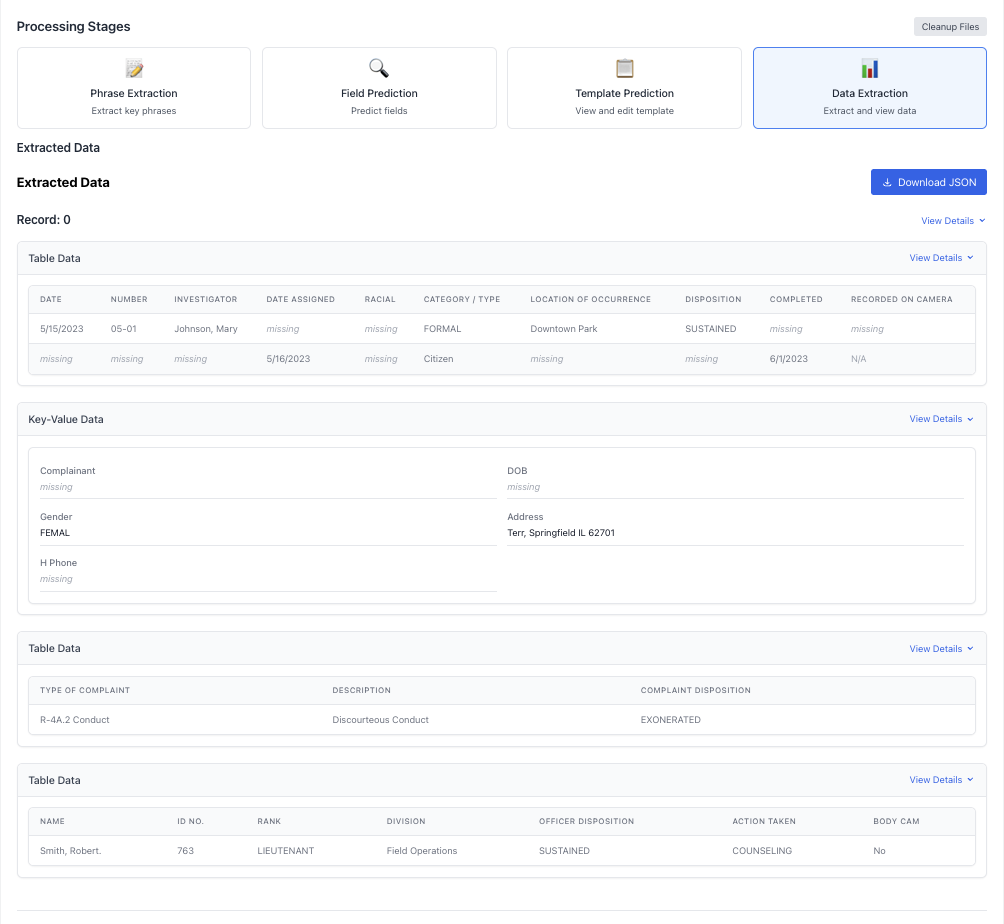 Processing Stages
Cleanup Files
Phrase Extraction
Extract key phrases
Field Prediction
Predict fields
Template Prediction
View and edit template
Data Extraction
Extract and view data
Extracted Data
Extracted Data
Download JSON
Record: 0
View Details
Table Data
View Details
DATE NUMBER INVESTIGATOR DATE ASSIGNED RACIAL CATEGORY / TYPE LOCATION OF OCCURRENCE DISPOSITION COMPLETED RECORDED ON CAMERA
5/15/2023 05-01 Johnson, Mary missing missing FORMAL Downtown Park SUSTAINED missing missing
missing missing missing 5/16/2023 missing Citizen missing missing 6/1/2023 N/A
Key-Value Data
View Details
Complainant
missing
DOB
missing
Gender
FEMAL
Address
Terr, Springfield IL 62701
H Phone
missing
Table Data
View Details
TYPE OF COMPLAINT DESCRIPTION COMPLAINT DISPOSITION
R-4A.2 Conduct Discourteous Conduct EXONERATED
Table Data
View Details
NAME ID NO. RANK DIVISION OFFICER DISPOSITION ACTION TAKEN BODY CAM
Smith, Robert. 763 LIEUTENANT Field Operations SUSTAINED COUNSELING No